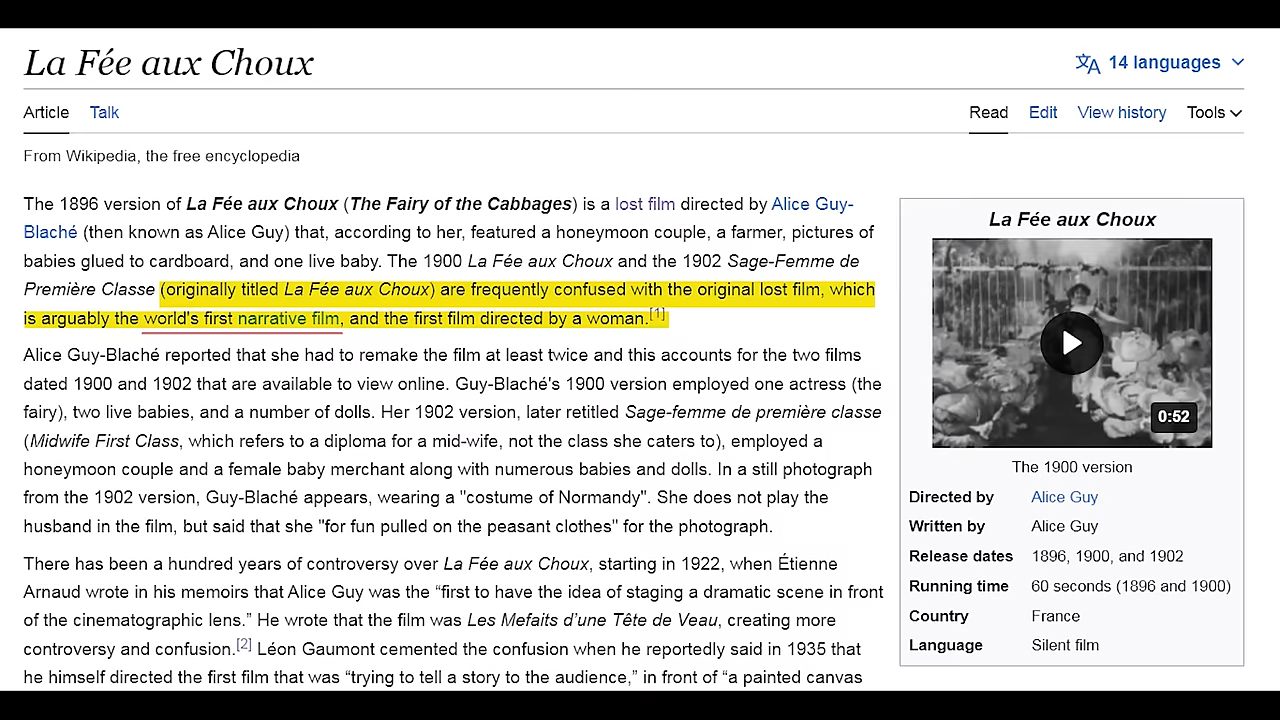 La Fée aux Choux
14 languages
Article Talk
Read Edit View history Tools
From Wikipedia, the free encyclopedia
The 1896 version of La Fée aux Choux (The Fairy of the Cabbages) is a lost film directed by Alice Guy-
Blaché (then known as Alice Guy) that, according to her, featured a honeymoon couple, a farmer, pictures of
babies glued to cardboard, and one live baby. The 1900 La Fée aux Choux and the 1902 Sage-Femme de
Première Classe (originally titled La Fée aux Choux) are frequently confused with the original lost film, which
is arguably the world's first narrative film, and the first film directed by a woman.[1]
Alice Guy-Blaché reported that she had to remake the film at least twice and this accounts for the two films
dated 1900 and 1902 that are available to view online. Guy-Blaché's 1900 version employed one actress (the
fairy), two live babies, and a number of dolls. Her 1902 version, later retitled Sage-femme de première classe
(Midwife First Class, which refers to a diploma for a mid-wife, not the class she caters to), employed a
honeymoon couple and a female baby merchant along with numerous babies and dolls. In a still photograph
from the 1902 version, Guy-Blaché appears, wearing a "costume of Normandy". She does not play the
husband in the film, but said that she "for fun pulled on the peasant clothes" for the photograph.
There has been a hundred years of controversy over La Fée aux Choux, starting in 1922, when Étienne
Arnaud wrote in his memoirs that Alice Guy was the “first to have the idea of staging a dramatic scene in front
of the cinematographic lens.” He wrote that the film was Les Mefaits d’une Tête de Veau, creating more
controversy and confusion.[2] Léon Gaumont cemented the confusion when he reportedly said in 1935 that
he himself directed the first film that was “trying to tell a story to the audience,” in front of “a painted canvas
La Fée aux Choux
0:52
The 1900 version
Directed by Alice Guy
Written by Alice Guy
Release dates 1896, 1900, and 1902
Running time 60 seconds (1896 and 1900)
Country France
Language Silent film